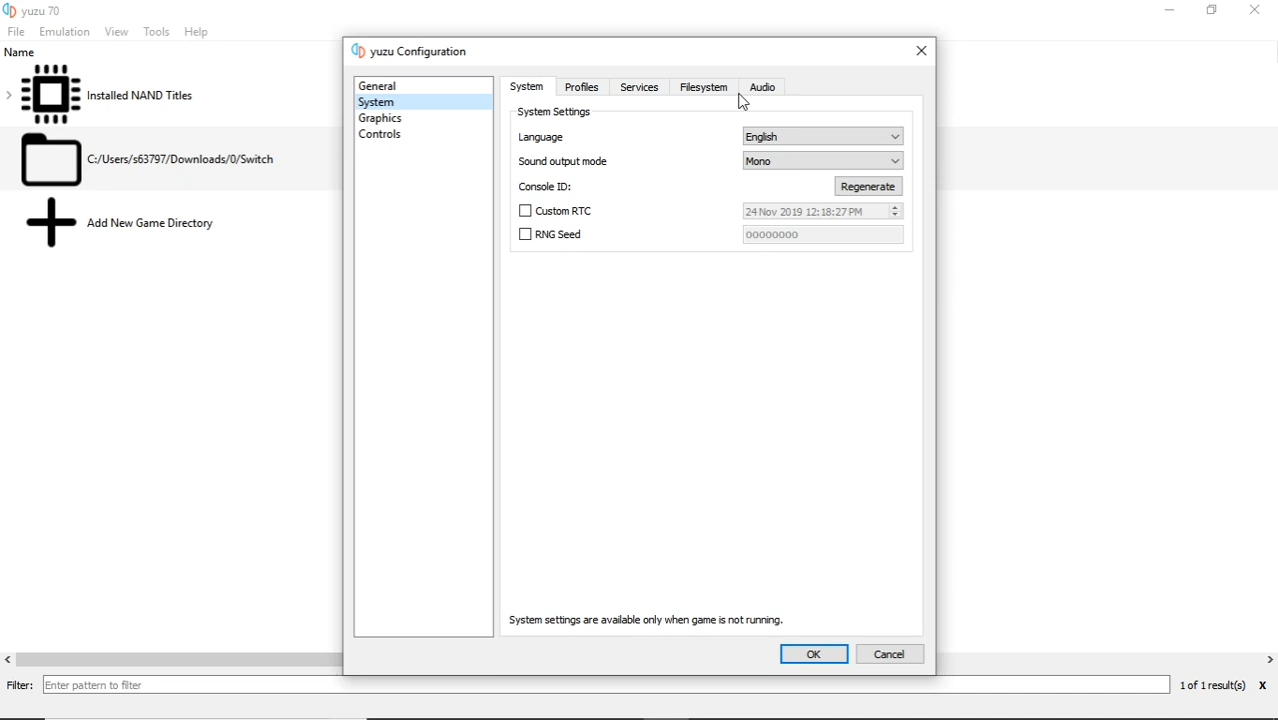 yuzu 70
File Emulation View Tools Help
Name
Installed NAND Titles
C:/Users/s63797/Downloads/0/Switch
Add New Game Directory
yuzu Configuration
General
System
Graphics
Controls
System Profiles Services Filesystem Audio
System Settings
Language English
Sound output mode Mono
Console ID: Regenerate
Custom RTC 24 Nov 2019 12:18:27 PM
RNG Seed 00000000
System settings are available only when game is not running.
OK Cancel
Filter: Enter pattern to filter 1 of 1 result(s) X